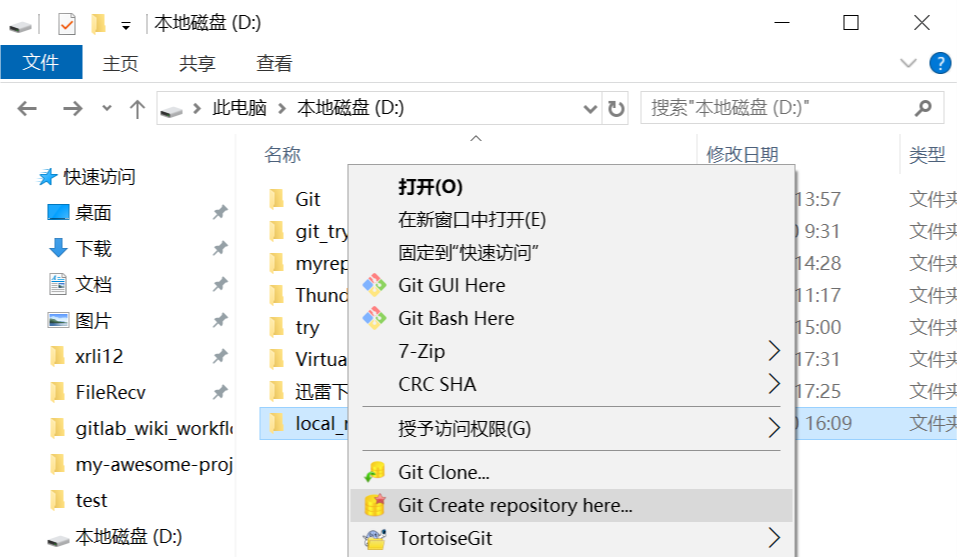 本地磁盘 (D:)
文件 主页 共享 查看
此电脑 本地磁盘 (D:) 搜索"本地磁盘 (D:)"
名称 修改日期 类型
快速访问
桌面
下载
文档
图片
xrli12
FileRecv
gitlab_wiki_workflo
my-awesome-proj
test
本地磁盘 (D:)
Git 13:57 文件夹
git_try 9:31 文件夹
myrep 14:28 文件夹
Thund 11:17 文件夹
try 15:00 文件夹
Virtua 17:31 文件夹
迅雷下 17:25 文件夹
local_r 16:09 文件夹
打开(O)
在新窗口中打开(E)
固定到"快速访问"
Git GUI Here
Git Bash Here
7-Zip
CRC SHA
授予访问权限(G)
Git Clone...
Git Create repository here...
TortoiseGit